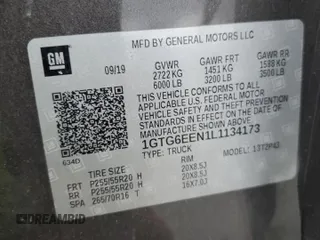 MFD BY GENERAL MOTORS LLC
GM
09/19
GVWR GAWR FRT GAWR RR
2722 KG 1451 KG 1588 KG
6000 LB 3200 LB 3500 LB
THIS VEHICLE CONFORMS TO ALL
APPLICABLE U.S. FEDERAL MOTOR
VEHICLE SAFETY AND THEFT
PREVENTION STANDARDS IN EFFECT
ON THE DATE OF MANUFACTURE
SHOWN ABOVE.
1GTG6EEN1L1134173
TYPE: TRUCK
634D
TIRE SIZE RIM
FRT P255/55R20 H 20X8.5J
RR P255/55R20 H 20X8.5J
SPA 265/70R16 T 16X7.0J
© DREAMBID